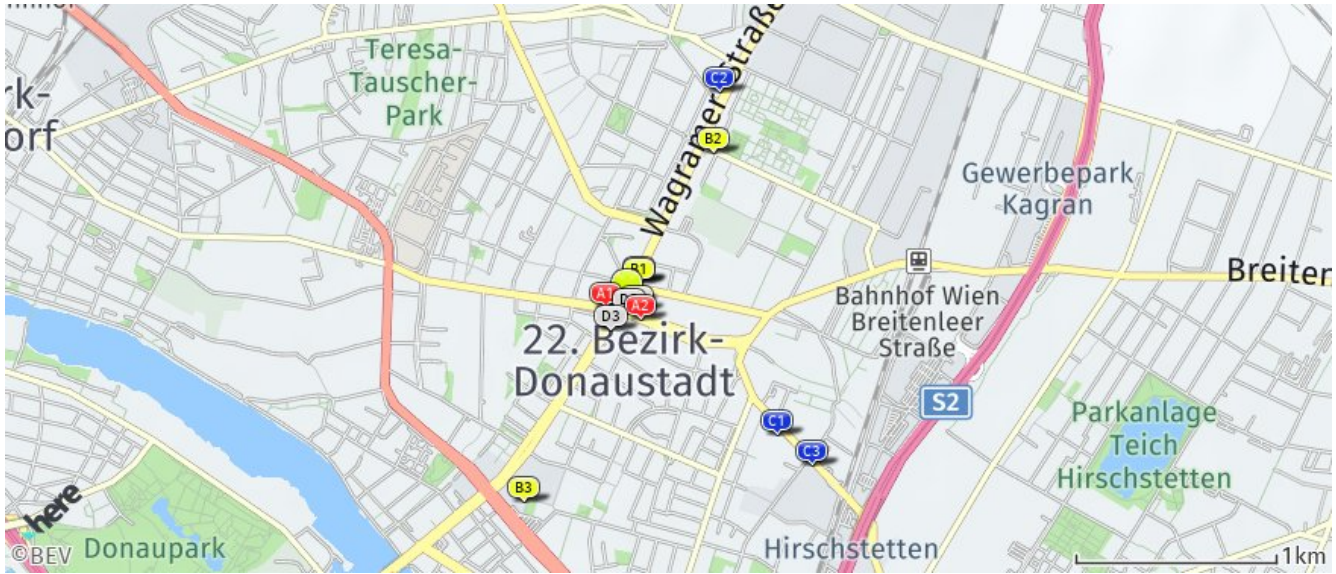 Teresa-
Tauscher-
Park
rk-
orf
Wagramer Straße
C2
B2
Gewerbepark
Kagran
B1
A1
A2
D3
Breiten
Bahnhof Wien
Breitenleer
Straße
22. Bezirk-
Donaustadt
S2
C1
C3
B3
Parkanlage
Teich
Hirschstetten
here
©BEV
Donaupark
Hirschstetten
1km